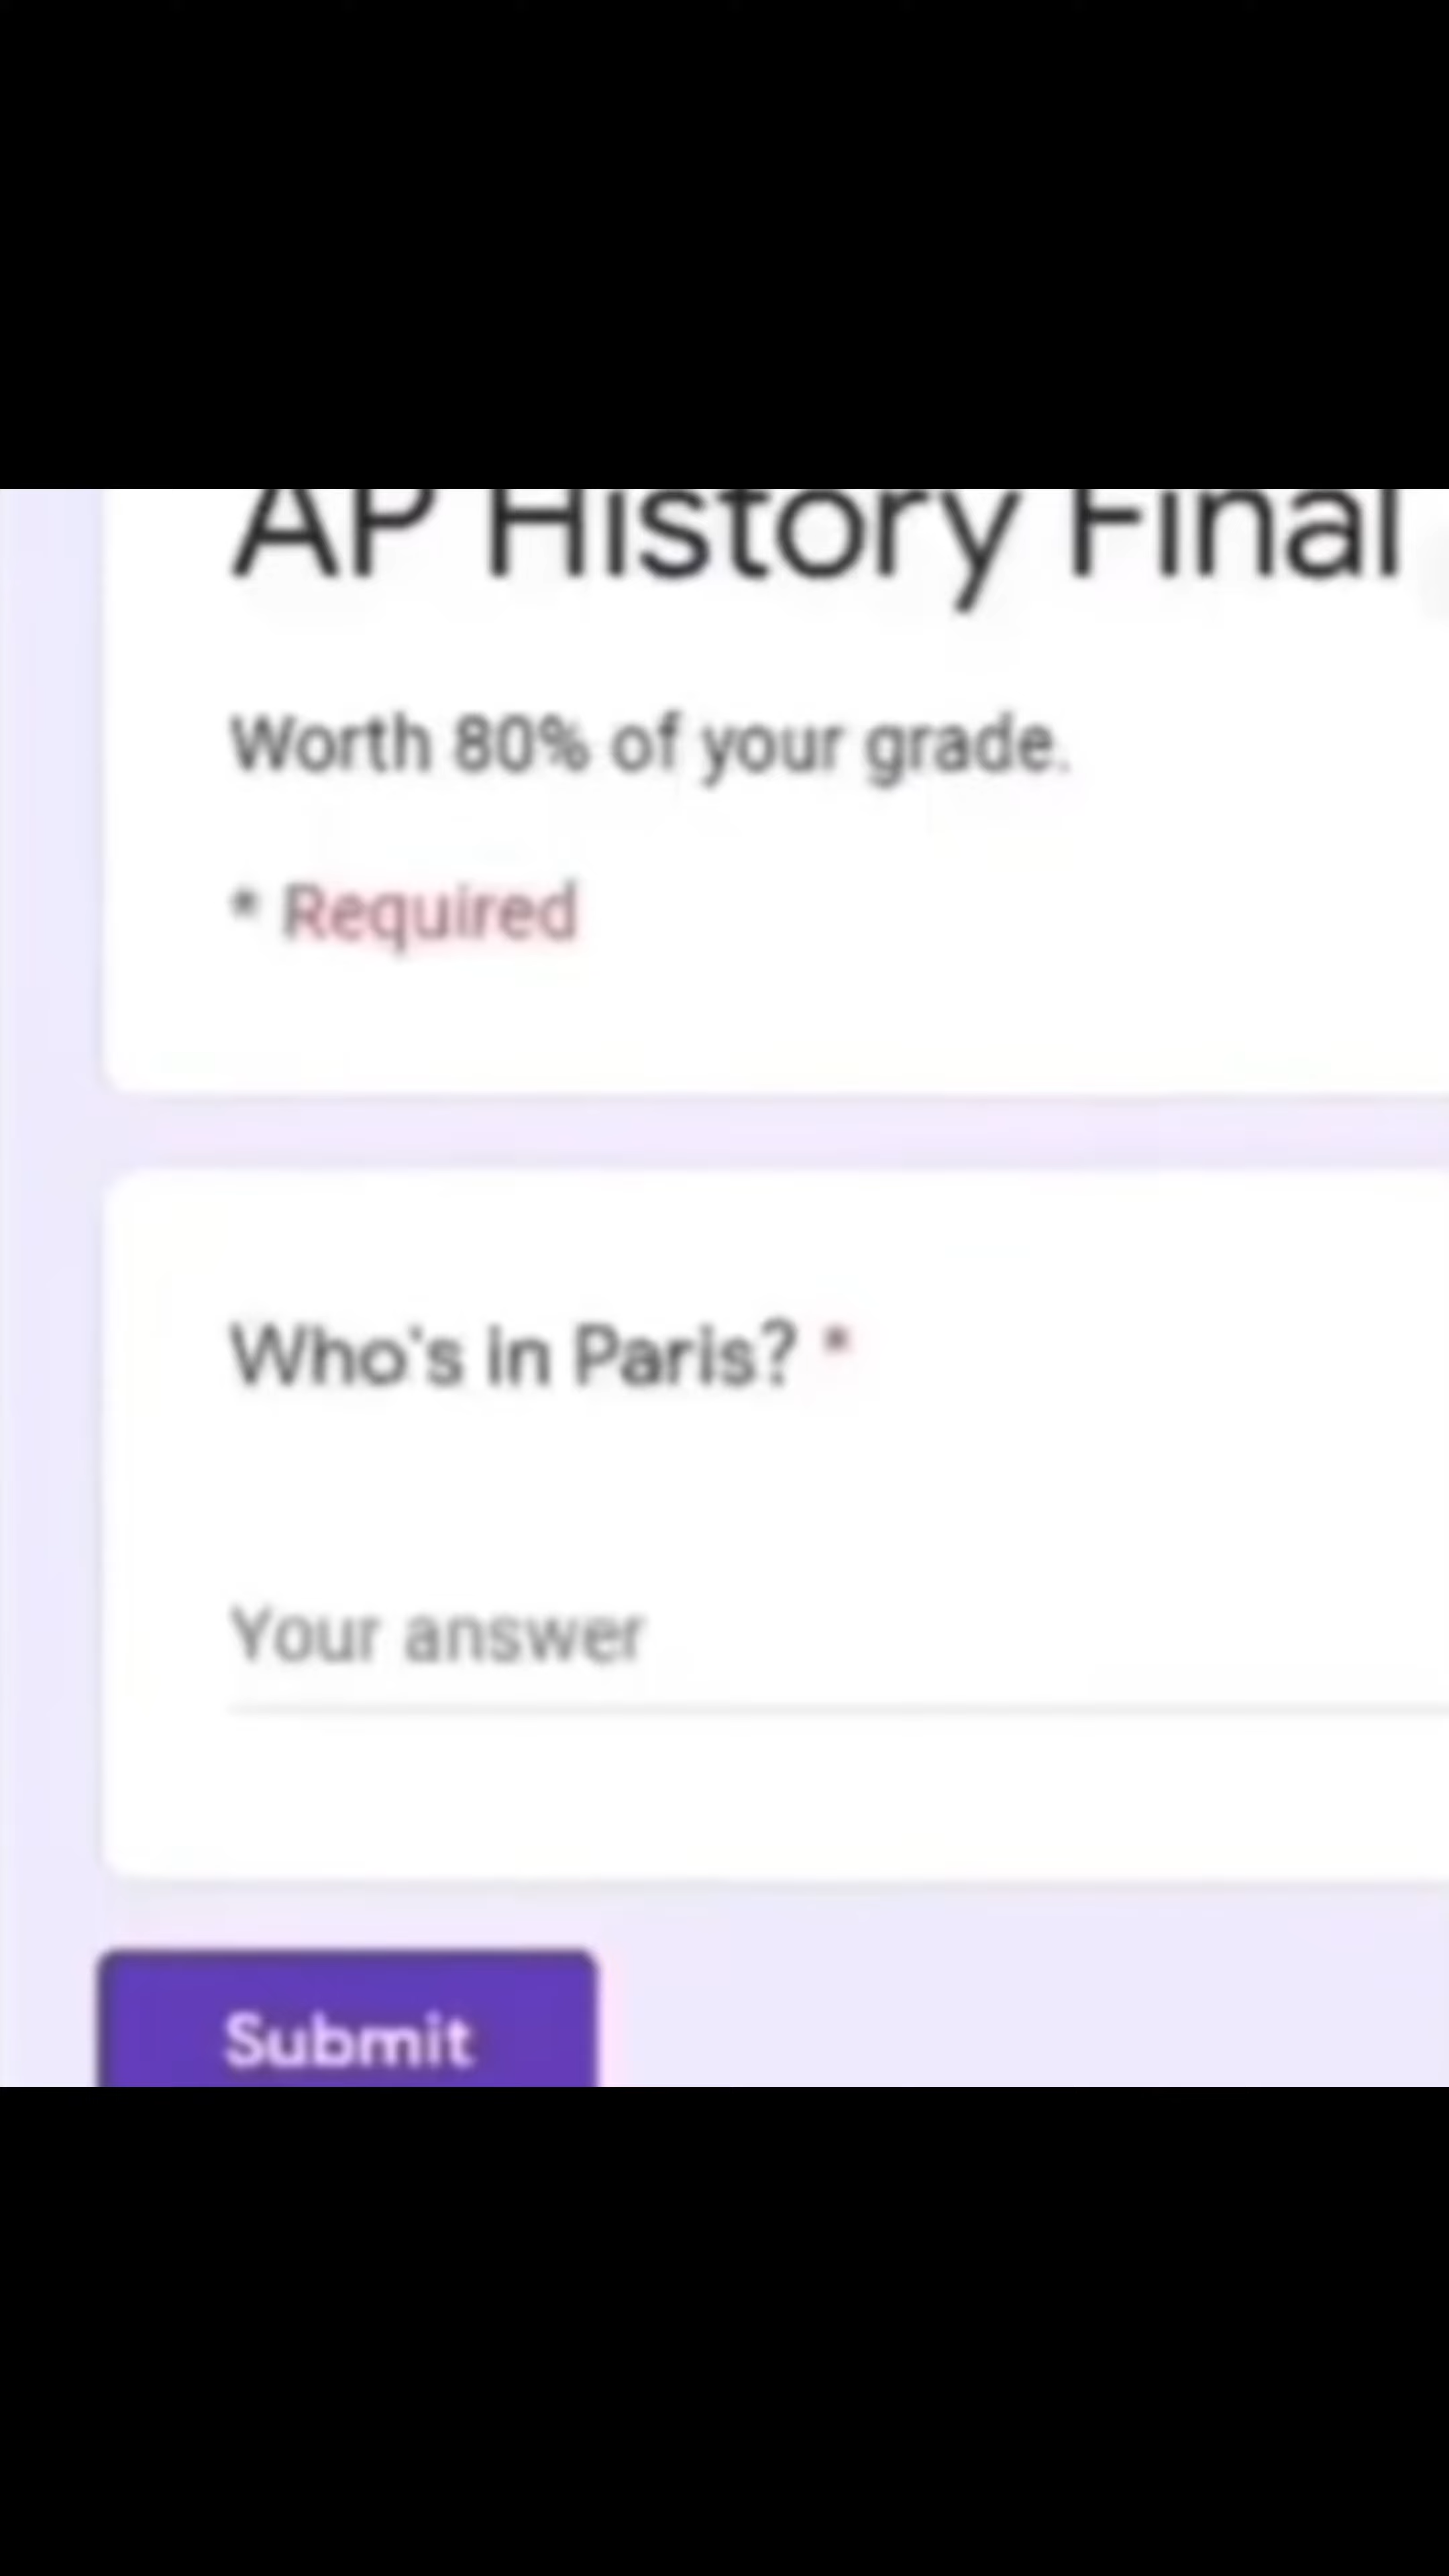 AP History Final
Worth 80% of your grade.
* Required
Who's in Paris? *
Your answer
Submit